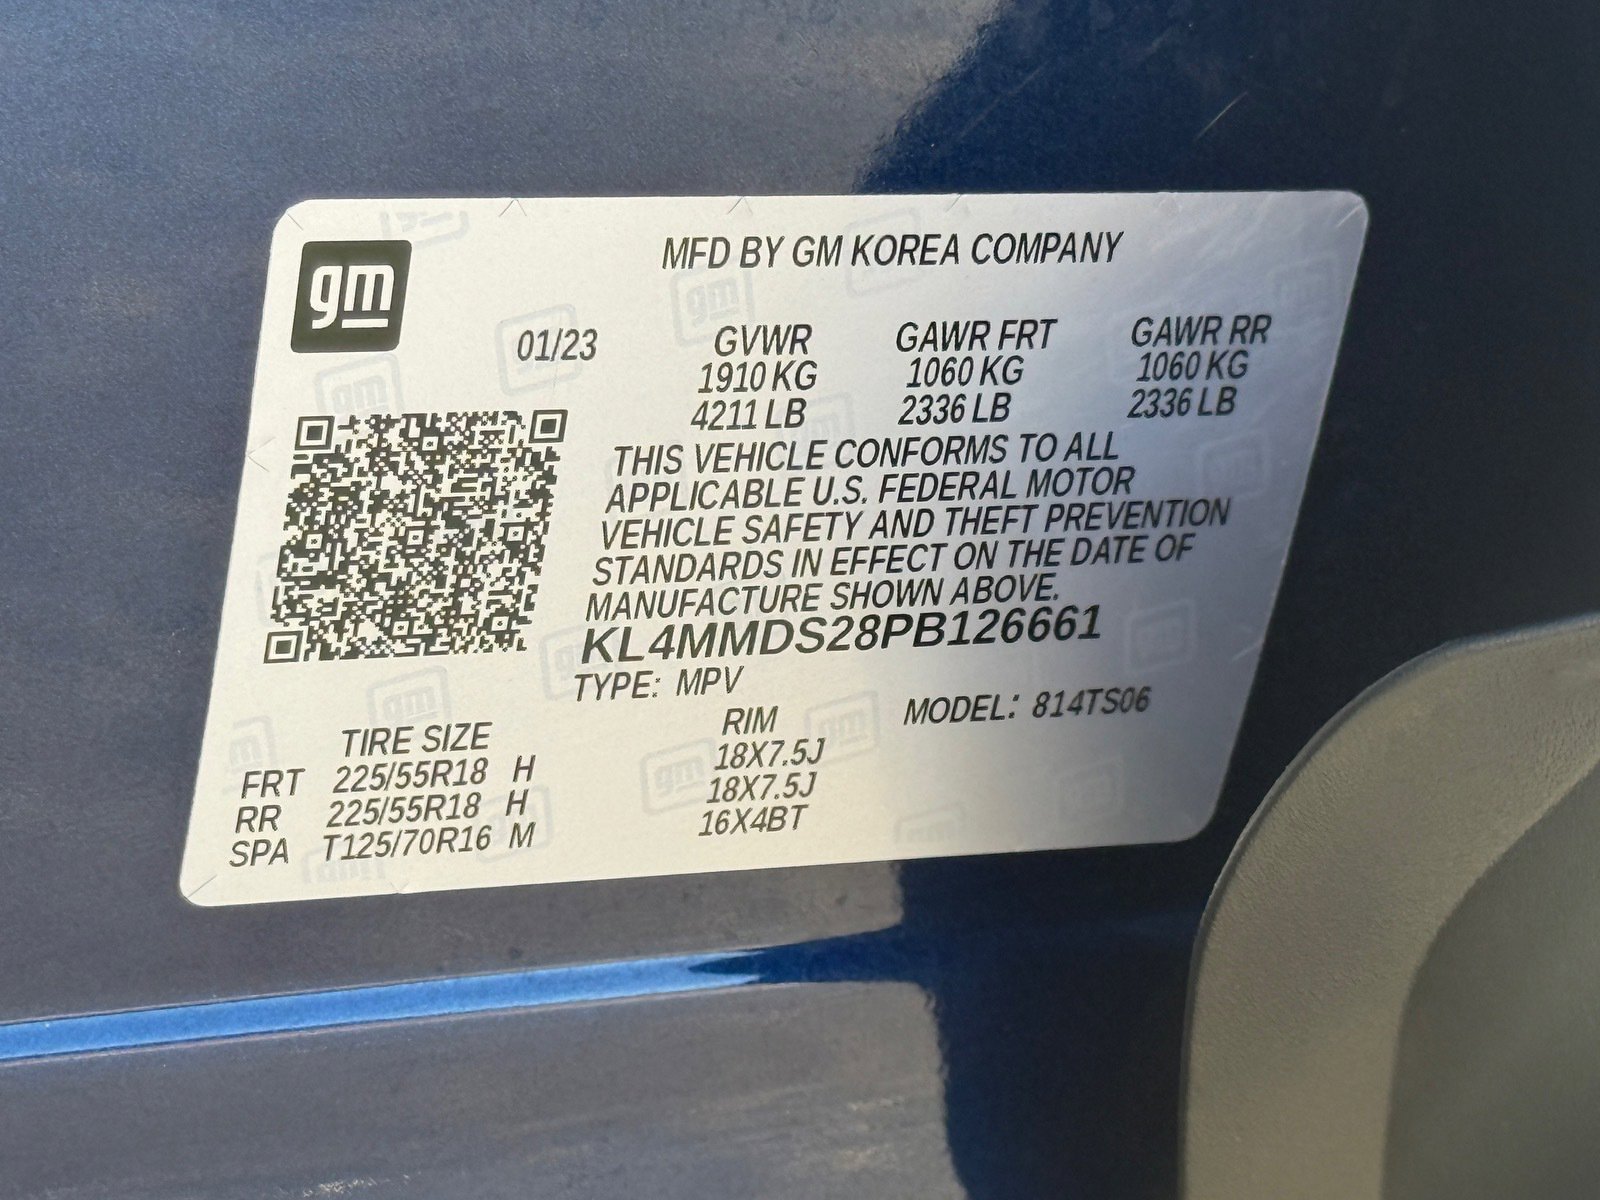 gm
MFD BY GM KOREA COMPANY
01/23 GVWR GAWR FRT GAWR RR
1910 KG 1060 KG 1060 KG
4211 LB 2336 LB 2336 LB
THIS VEHICLE CONFORMS TO ALL
APPLICABLE U.S. FEDERAL MOTOR
VEHICLE SAFETY AND THEFT PREVENTION
STANDARDS IN EFFECT ON THE DATE OF
MANUFACTURE SHOWN ABOVE.
KL4MMDS28PB126661
TYPE: MPV MODEL: 814TS06
TIRE SIZE RIM
FRT 225/55R18 H 18X7.5J
RR 225/55R18 H 18X7.5J
SPA T125/70R16 M 16X4BT